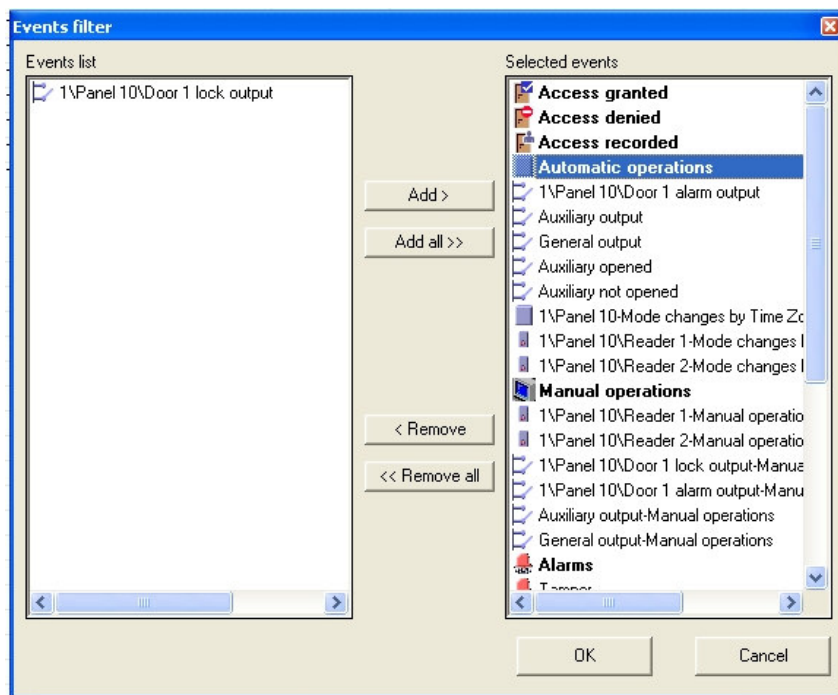 Events filter
Events list
1\Panel 10\Door 1 lock output
Add >
Add all >>
< Remove
<< Remove all
Selected events
Access granted
Access denied
Access recorded
Automatic operations
1\Panel 10\Door 1 alarm output
Auxiliary output
General output
Auxiliary opened
Auxiliary not opened
1\Panel 10-Mode changes by Time Zo
1\Panel 10\Reader 1-Mode changes
1\Panel 10\Reader 2-Mode changes
Manual operations
1\Panel 10\Reader 1-Manual operatio
1\Panel 10\Reader 2-Manual operatio
1\Panel 10\Door 1 lock output-Manua
1\Panel 10\Door 1 alarm output-Manu
Auxiliary output-Manual operations
General output-Manual operations
Alarms
Tamper
OK
Cancel